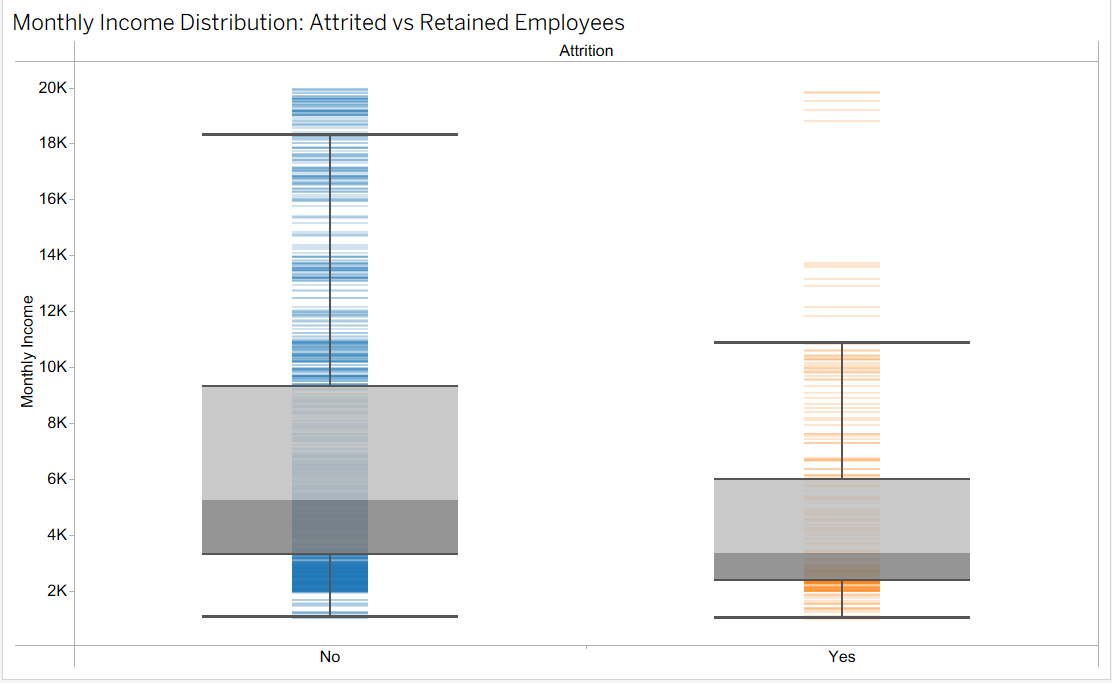 Monthly Income Distribution: Attrited vs Retained Employees
Attrition
20K
18K
16K
14K
12K
10K
8K
6K
4K
2K
Monthly Income
No
Yes